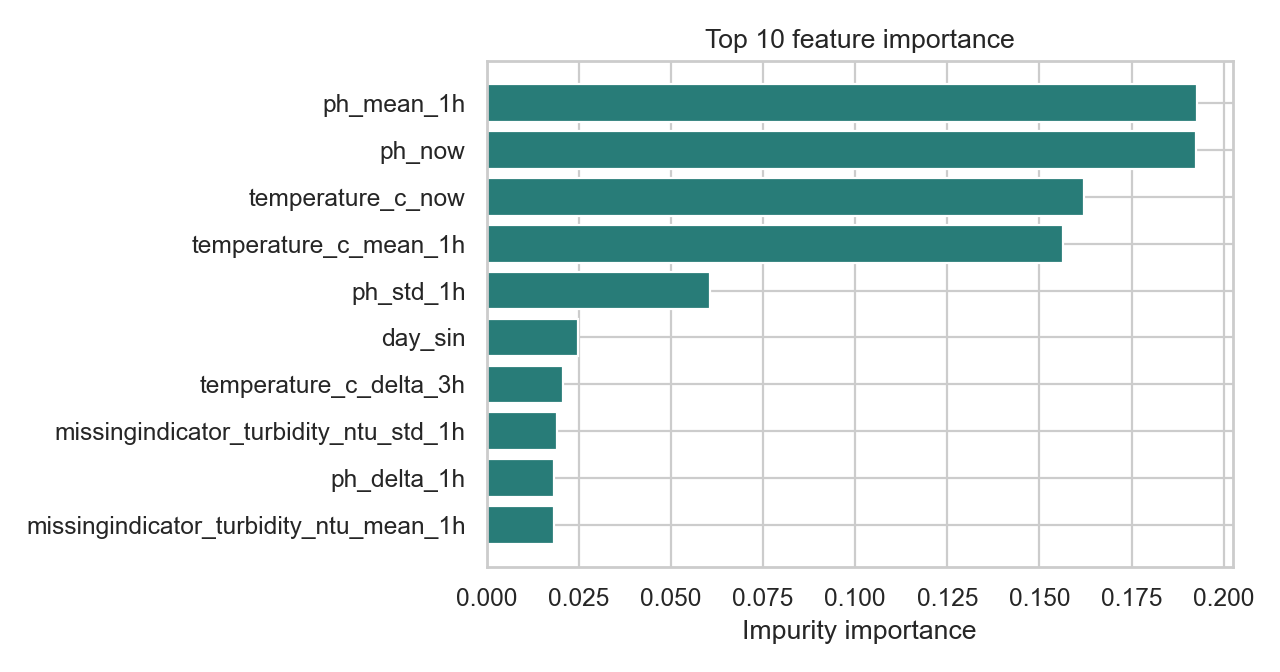 Top 10 feature importance
ph_mean_1h
ph_now
temperature_c_now
temperature_c_mean_1h
ph_std_1h
day_sin
temperature_c_delta_3h
missingindicator_turbidity_ntu_std_1h
ph_delta_1h
missingindicator_turbidity_ntu_mean_1h
0.000 0.025 0.050 0.075 0.100 0.125 0.150 0.175 0.200
Impurity importance